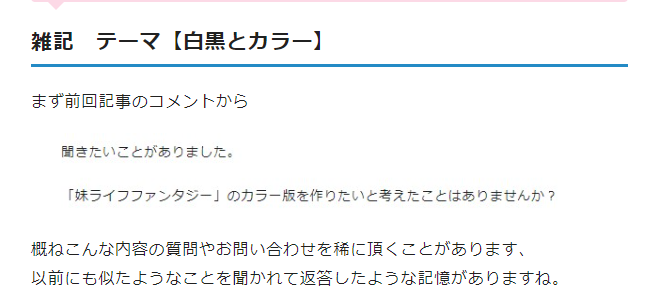 雑記　テーマ【白黒とカラー】
まず前回記事のコメントから
聞きたいことがありました。
「妹ライフファンタジー」のカラー版を作りたいと考えたことはありませんか？
概ねこんな内容の質問やお問い合わせを稀に頂くことがあります、
以前にも似たようなことを聞かれて返答したような記憶がありますね。